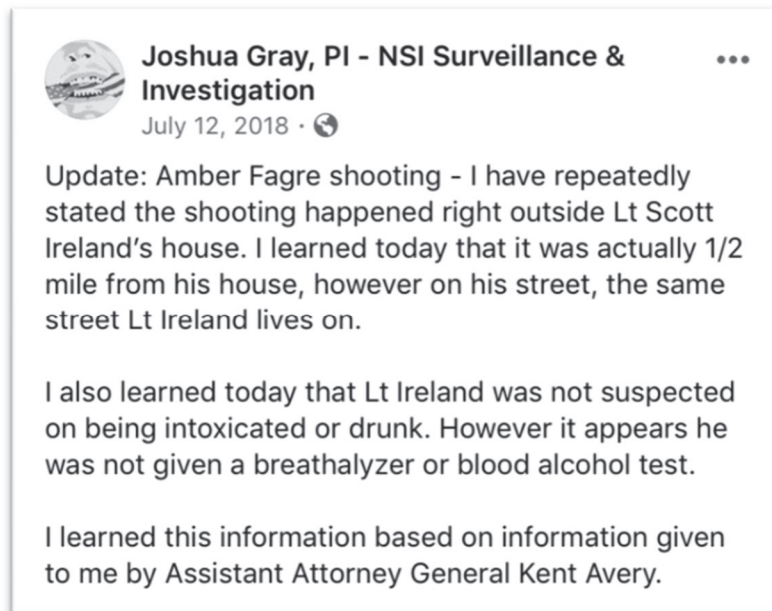 Joshua Gray, PI - NSI Surveillance &
Investigation
July 12, 2018 ·
Update: Amber Fagre shooting - I have repeatedly
stated the shooting happened right outside Lt Scott
Ireland's house. I learned today that it was actually 1/2
mile from his house, however on his street, the same
street Lt Ireland lives on.
I also learned today that Lt Ireland was not suspected
on being intoxicated or drunk. However it appears he
was not given a breathalyzer or blood alcohol test.
I learned this information based on information given
to me by Assistant Attorney General Kent Avery.